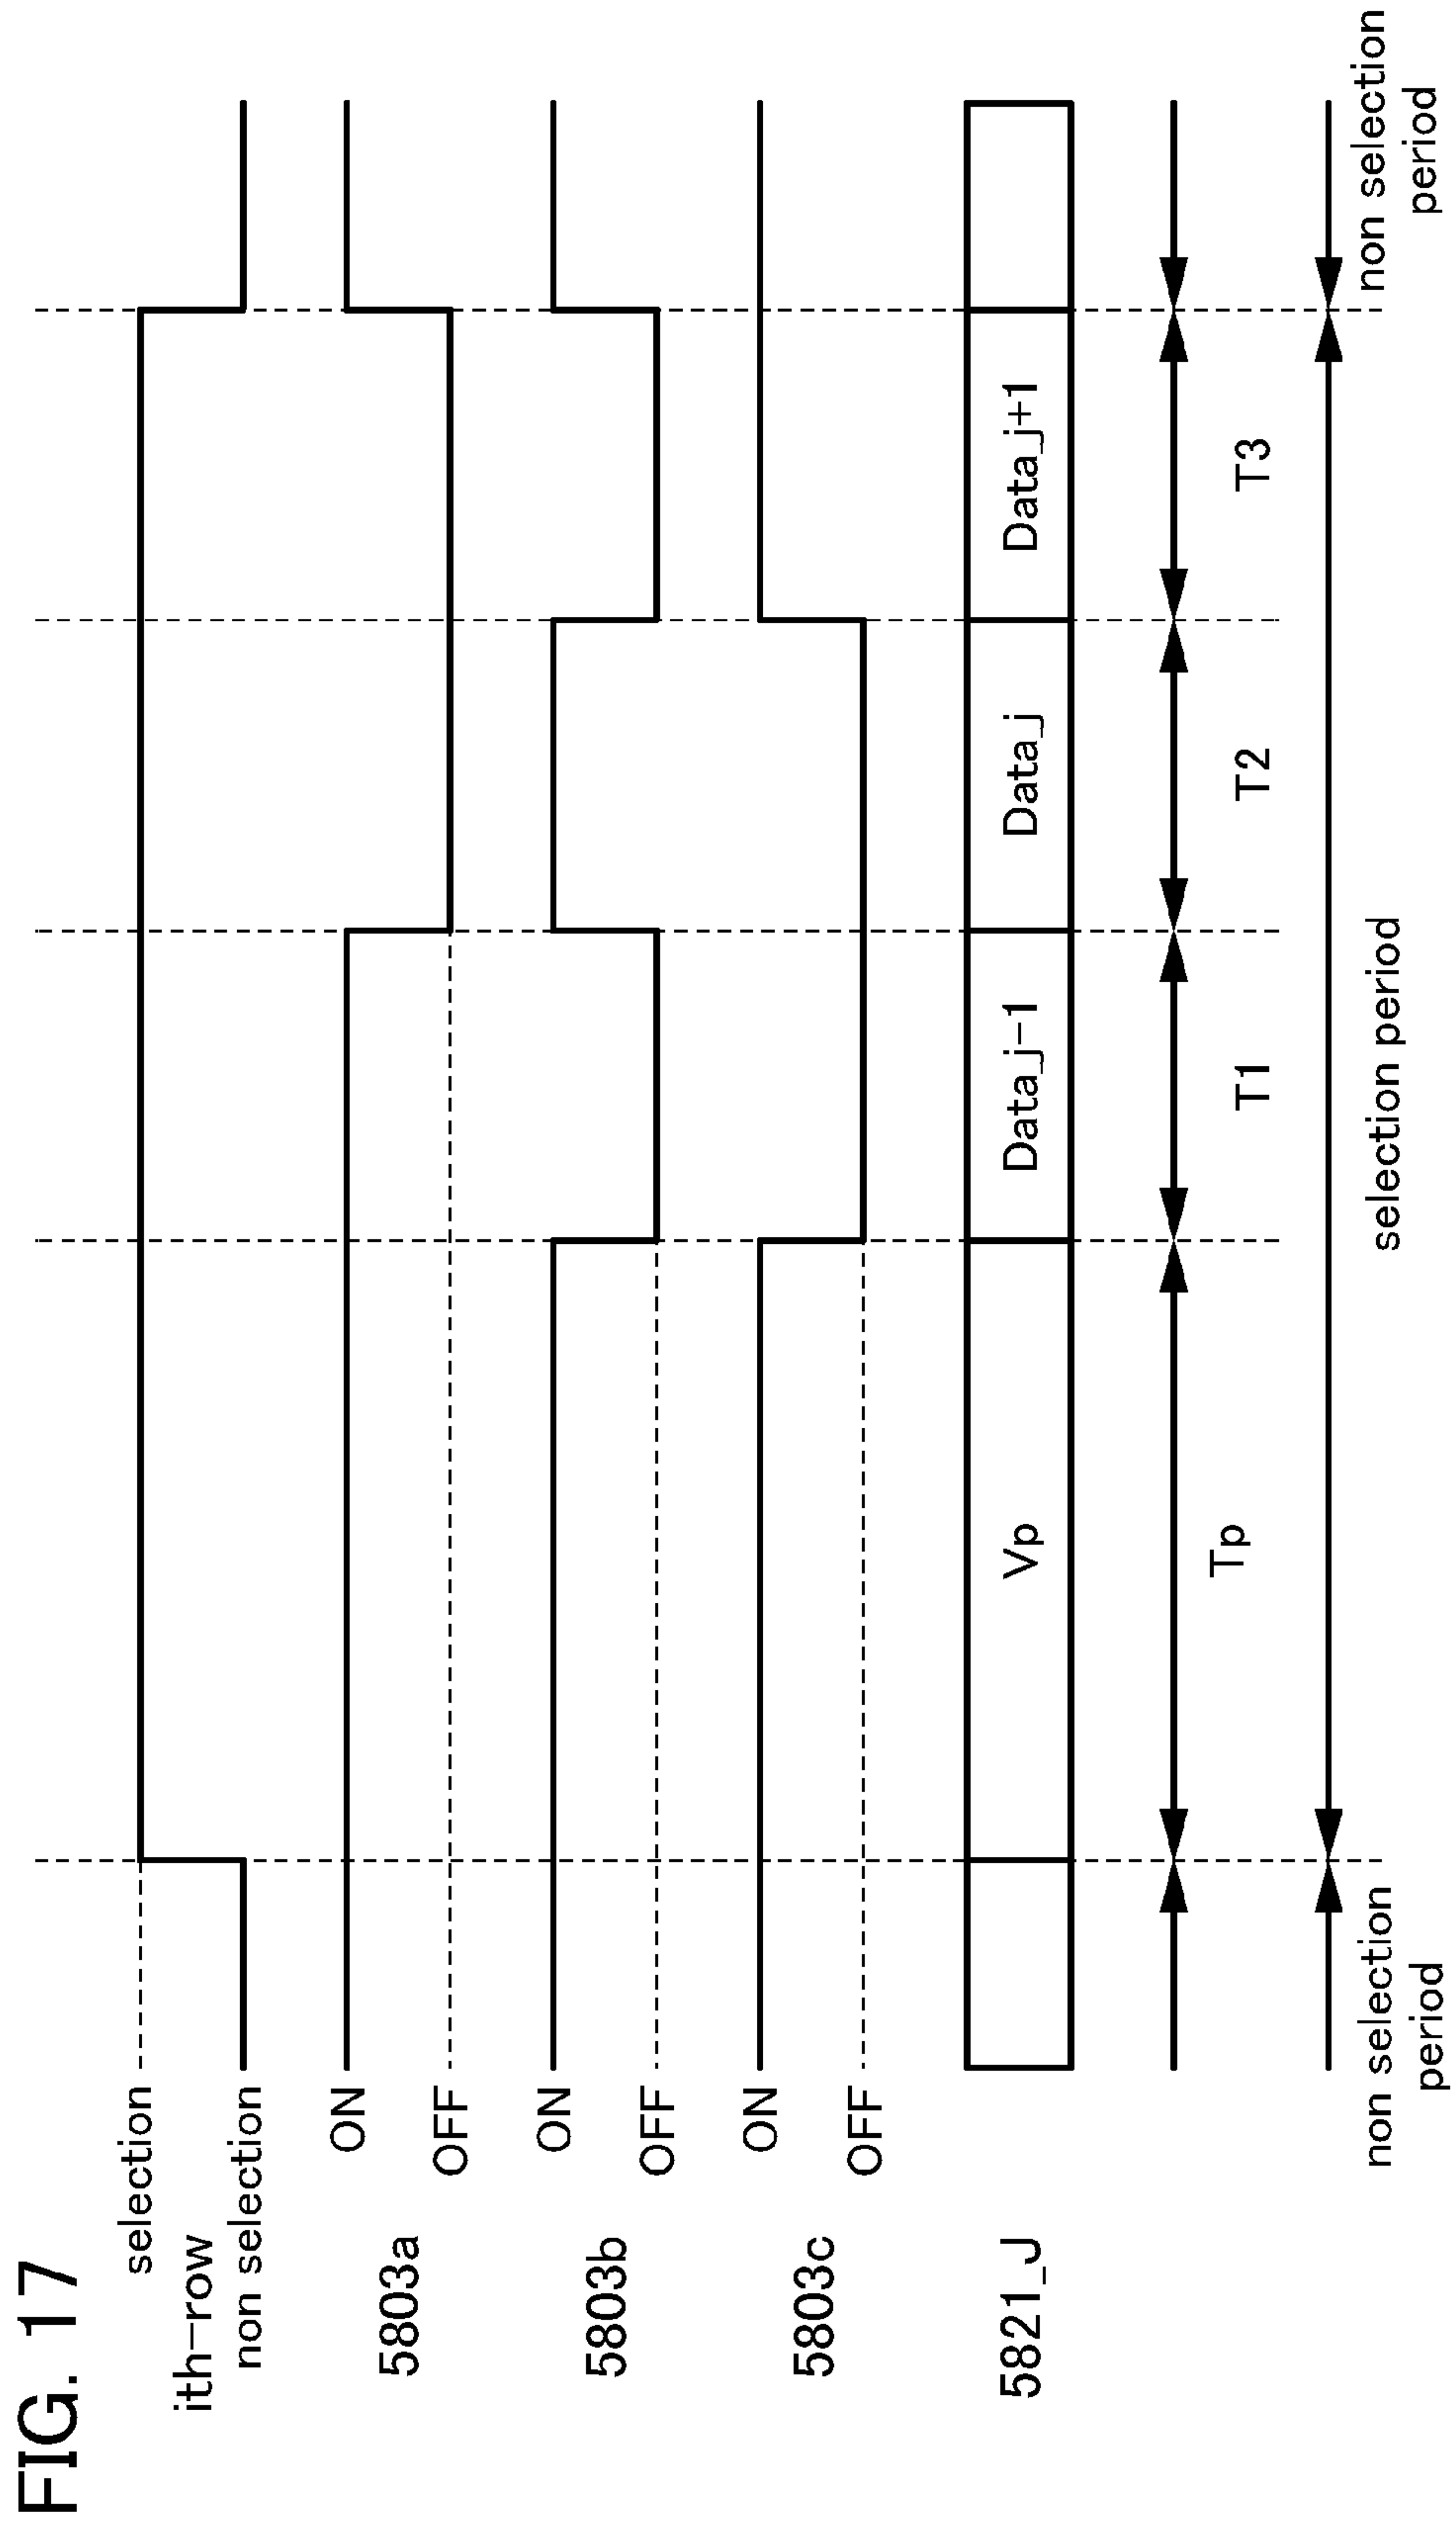 FIG. 17
selection
ith-row
non selection
ON
5803a
OFF
ON
5803b
OFF
ON
5803c
OFF
5821_J
Vp
Data_j-1
Data_j
Data_j+1
Tp
T1
T2
T3
non selection
period
selection period
non selection
period